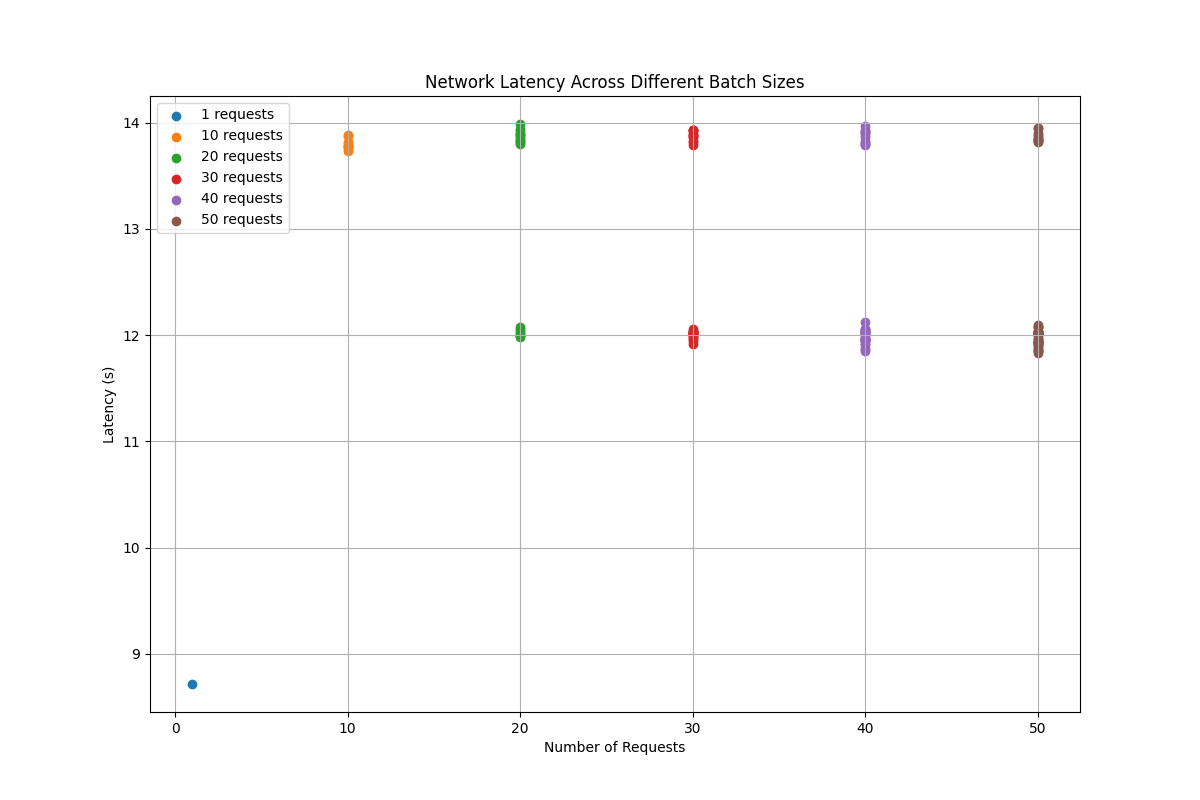 Network Latency Across Different Batch Sizes
1 requests
10 requests
20 requests
30 requests
40 requests
50 requests
14
13
12
11
10
9
Latency (s)
0 10 20 30 40 50
Number of Requests